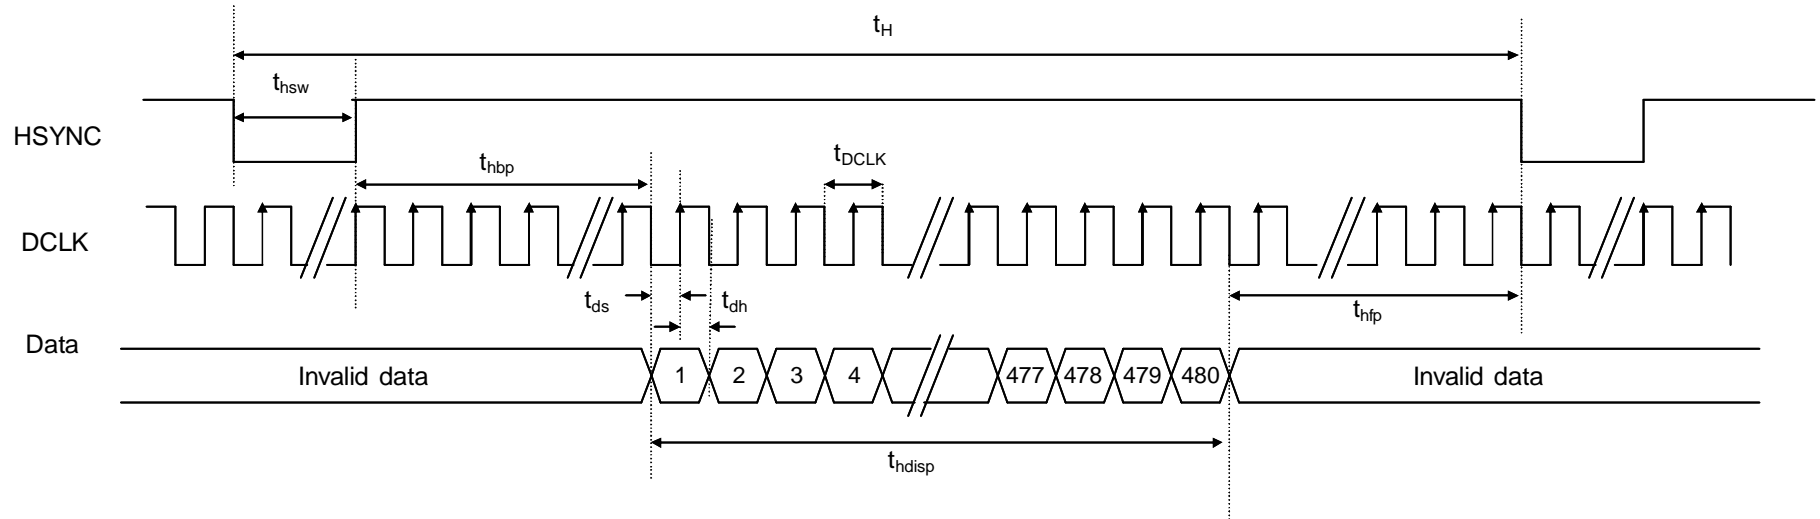 tH
thsw
HSYNC
thbp
tDCLK
DCLK
tds
tdh
thfp
Data
Invalid data
1 2 3 4 477 478 479 480
Invalid data
thdisp